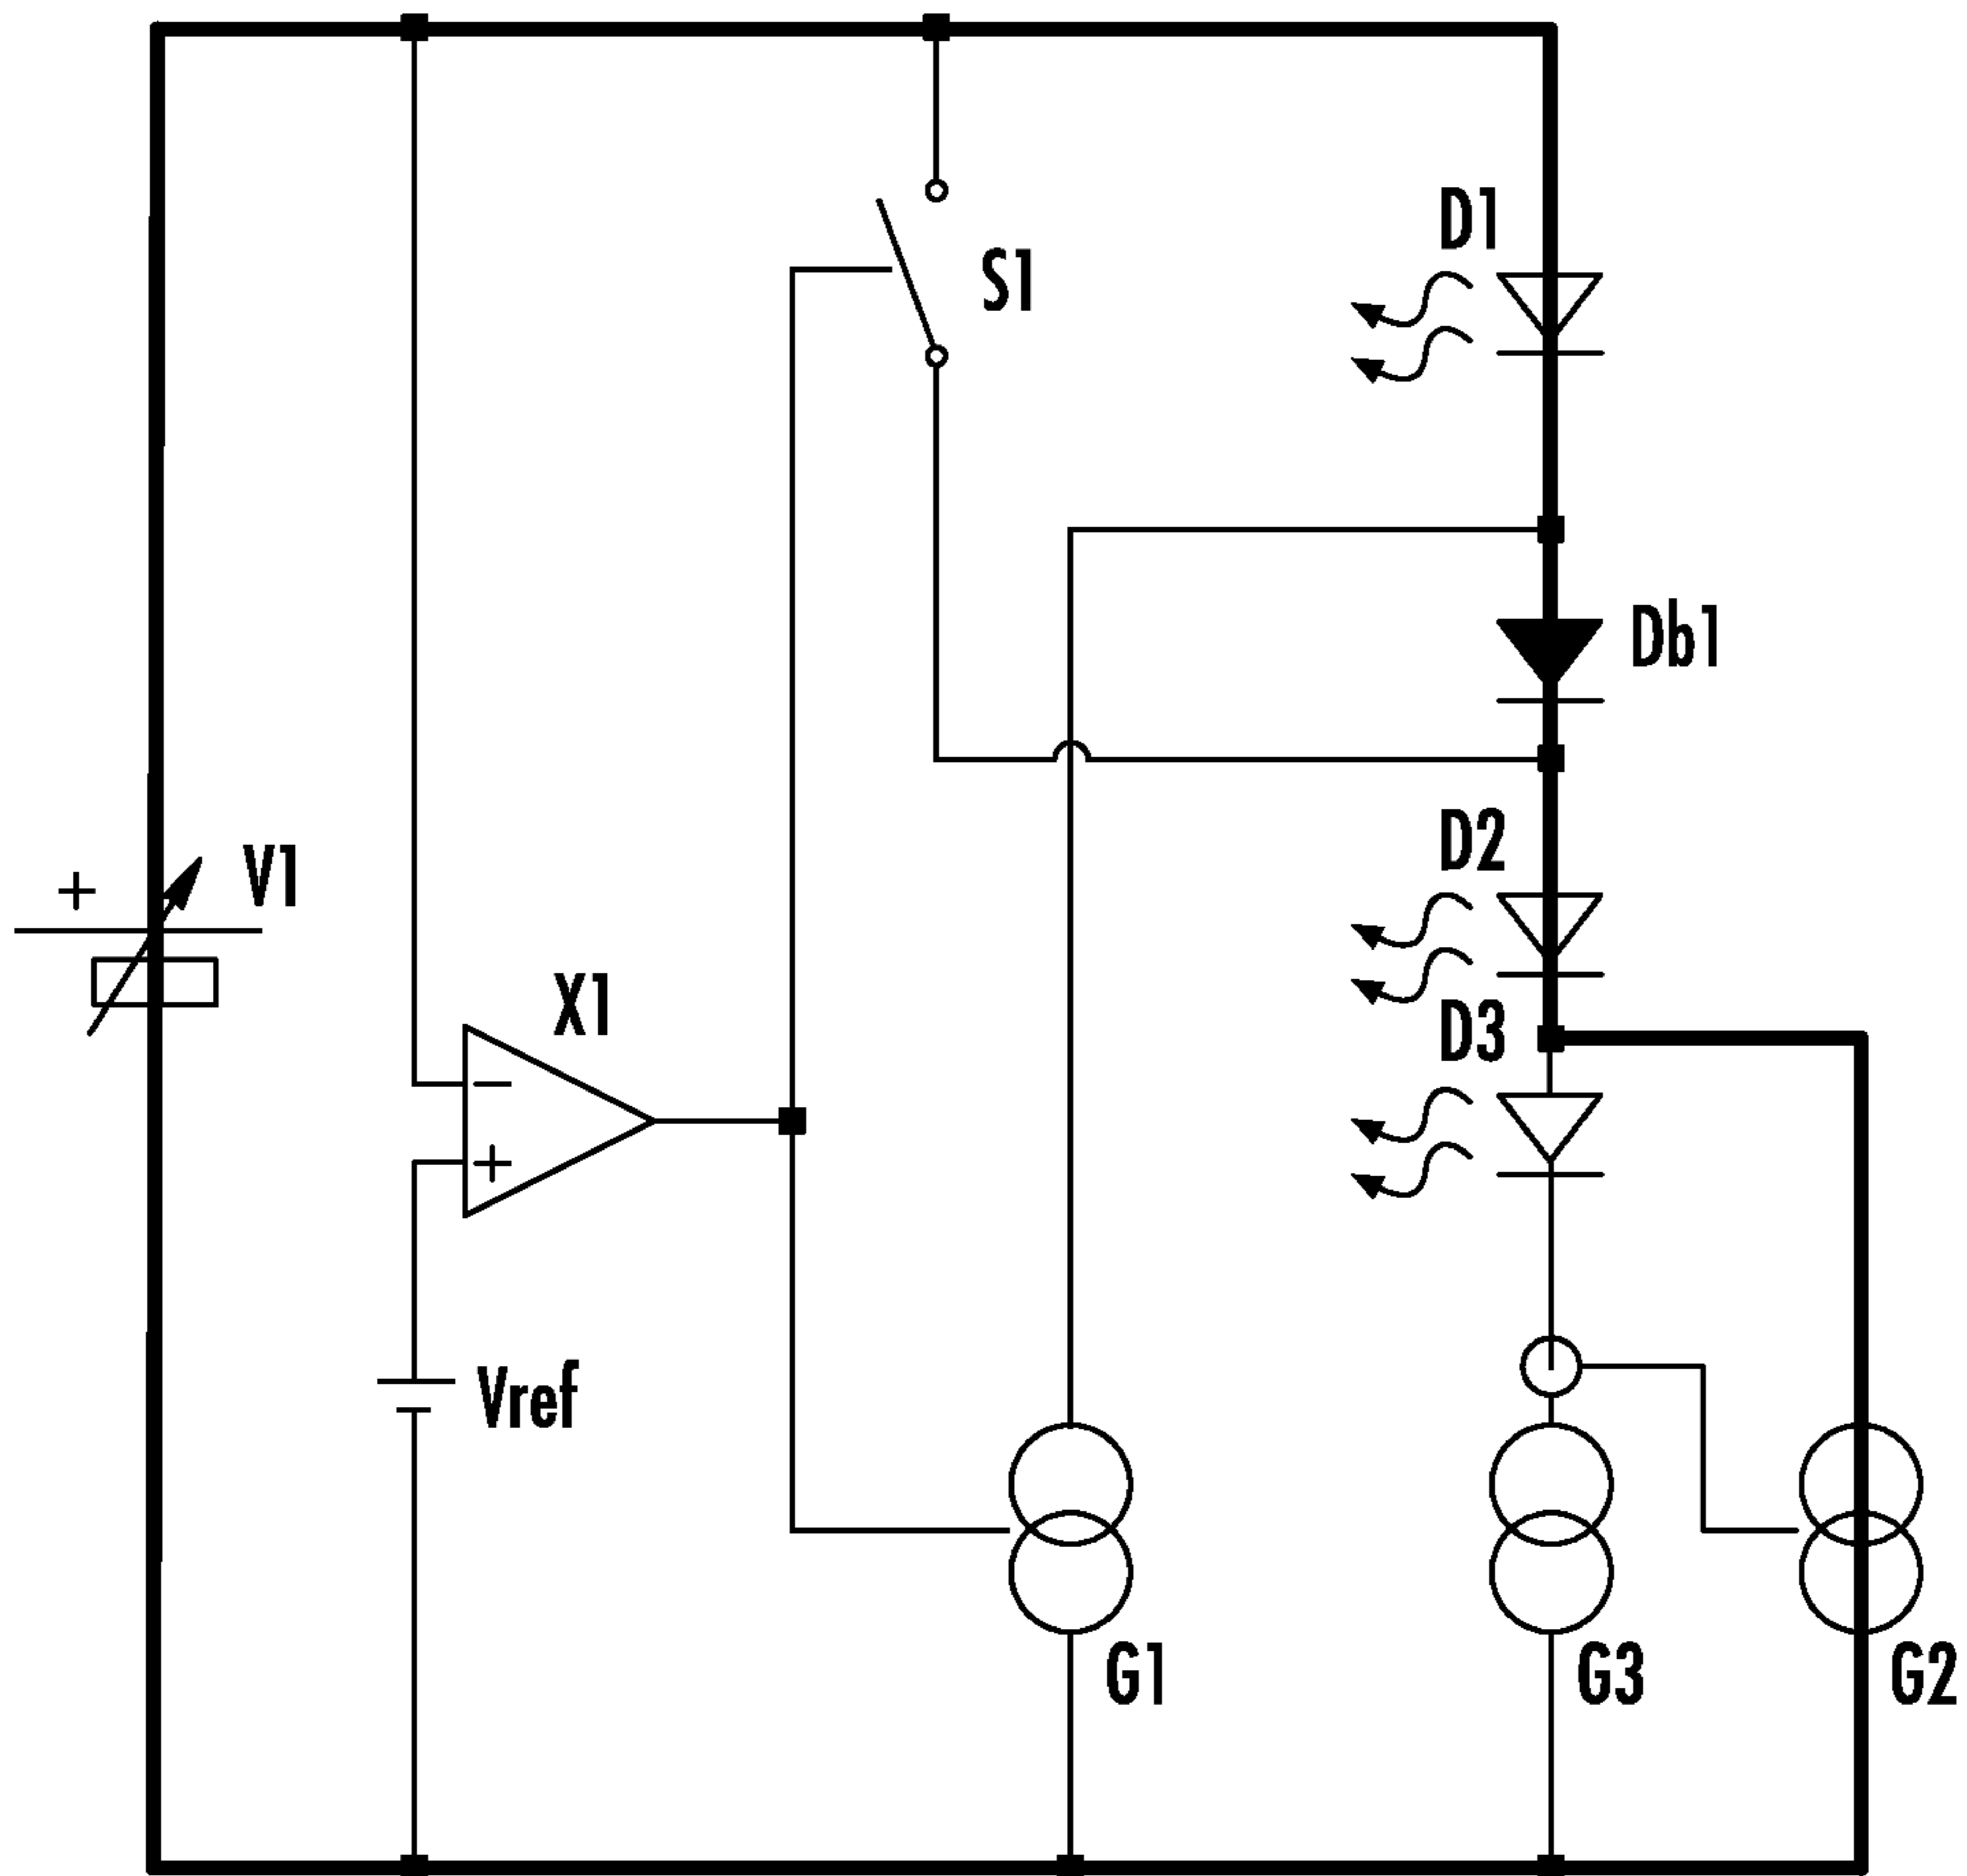 D1
S1
Db1
D2
+ V1
X1
D3
−
+
Vref
G1
G3
G2